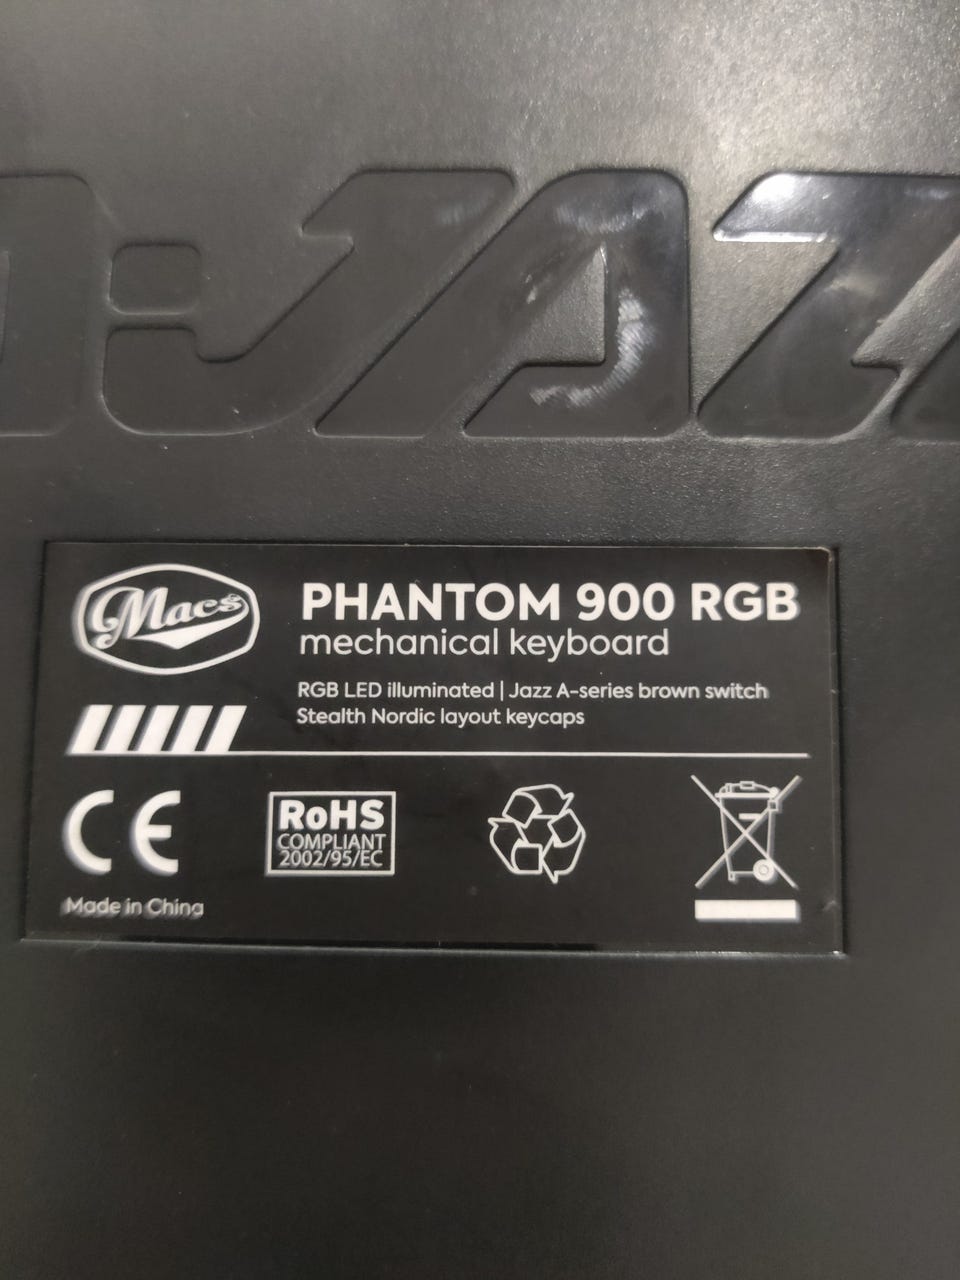 JAZ
Macs
PHANTOM 900 RGB
mechanical keyboard
RGB LED illuminated | Jazz A-series brown switch
Stealth Nordic layout keycaps
CE
RoHS
COMPLIANT
2002/95/EC
Made in China